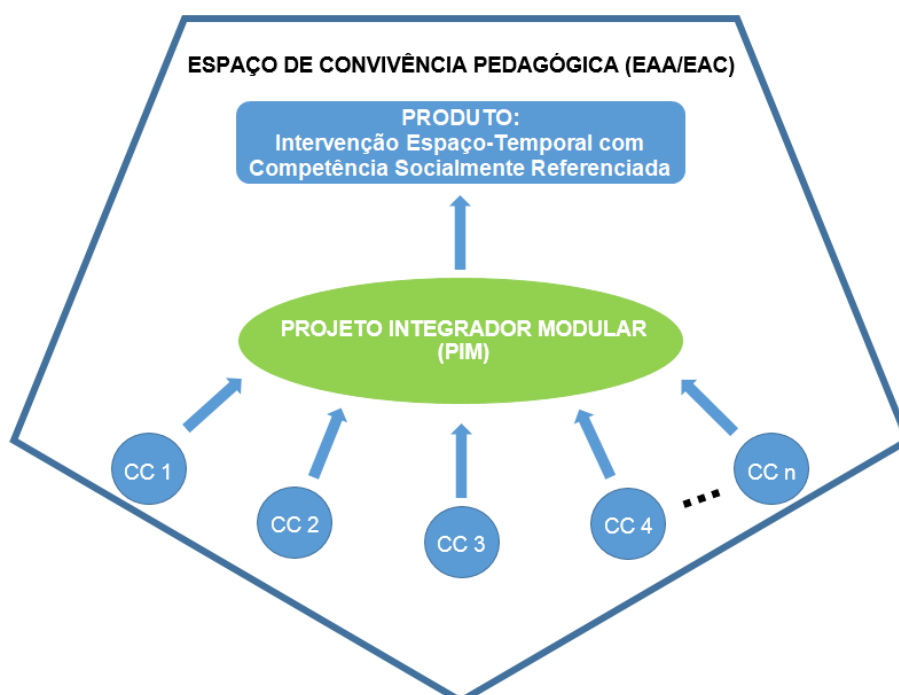 ESPAÇO DE CONVIVÊNCIA PEDAGÓGICA (EAA/EAC)
PRODUTO:
Intervenção Espaço-Temporal com
Competência Socialmente Referenciada
PROJETO INTEGRADOR MODULAR
(PIM)
CC 1
CC 2
CC 3
CC 4
...
CC n